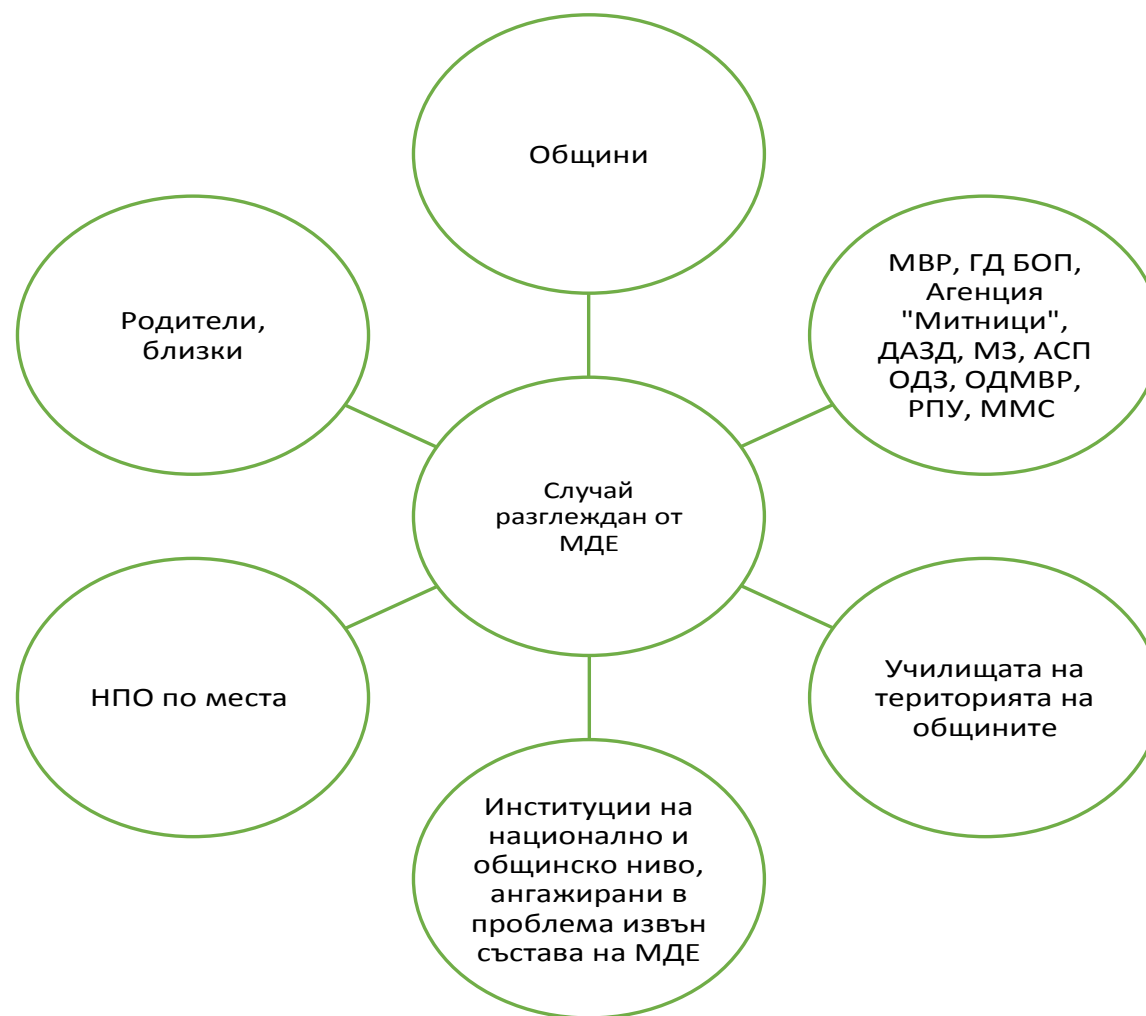 Общини
МВР, ГД БОП,
Агенция
"Митници",
ДАЗД, МЗ, АСП
ОДЗ, ОДМВР,
РПУ, ММС
Родители,
близки
Случай
разглеждан от
МДЕ
Училищата на
територията на
общините
НПО по места
Институции на
национално и
общинско ниво,
ангажирани в
проблема извън
състава на МДЕ